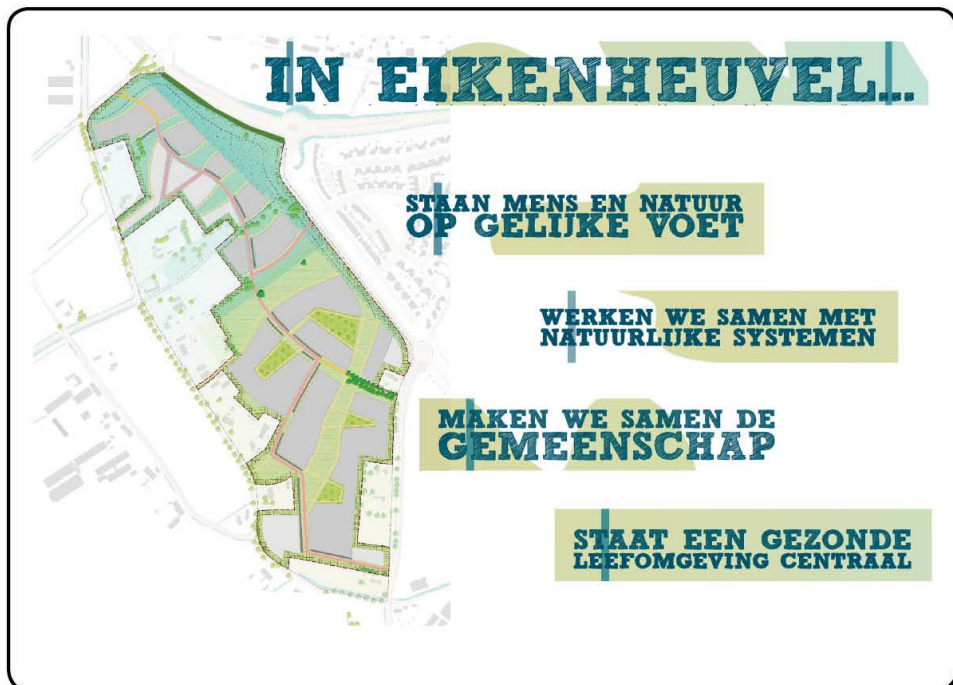 IN EIKENHEUVEL...
STAAN MENS EN NATUUR
OP GELIJKE VOET
WERKEN WE SAMEN MET
NATUURLIJKE SYSTEMEN
MAKEN WE SAMEN DE
GEMEENSCHAP
STAAT EEN GEZONDE
LEEFOMGEVING CENTRAAL